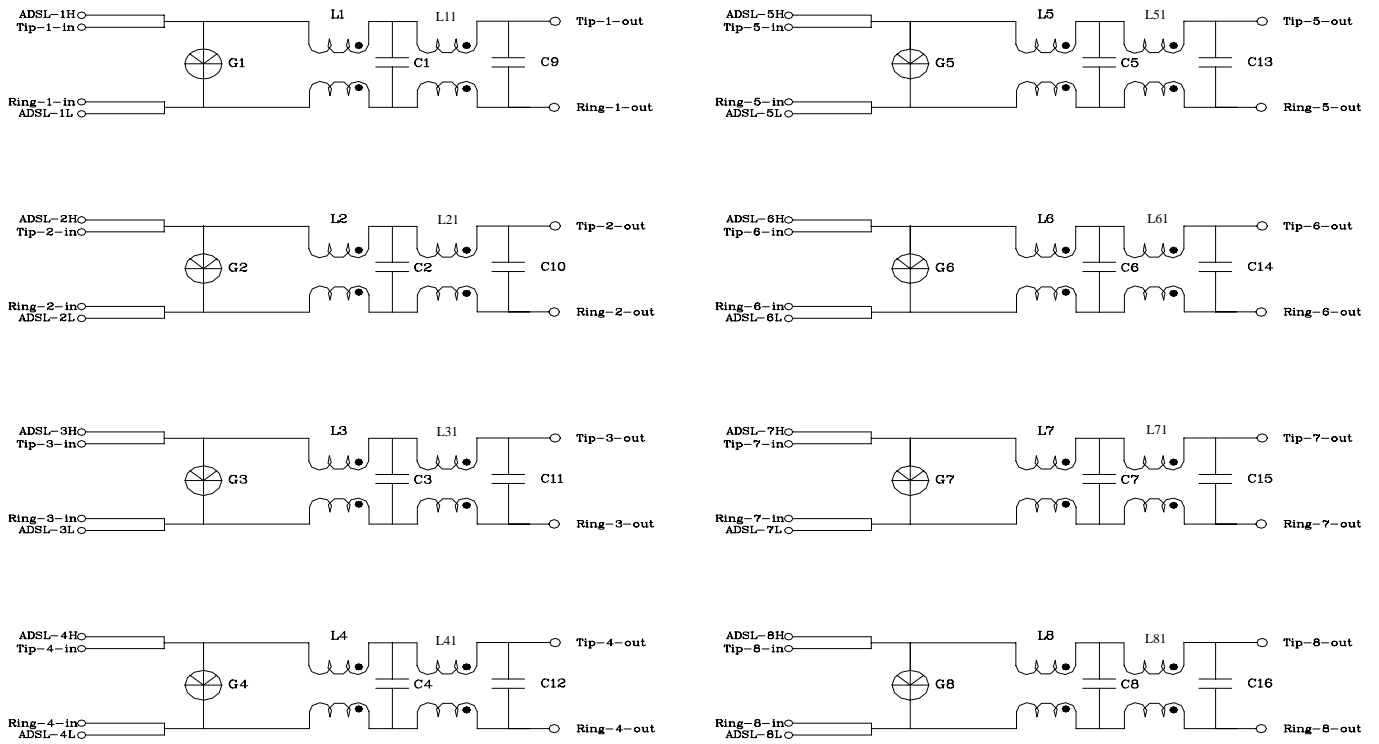 ADSL-1H L1 L11
Tip-1-in Tip-1-out
G1 C1 C9
Ring-1-in Ring-1-out
ADSL-1L
ADSL-5H L5 L51
Tip-5-in Tip-5-out
G5 C5 C13
Ring-5-in Ring-5-out
ADSL-5L
ADSL-2H L2 L21
Tip-2-in Tip-2-out
G2 C2 C10
Ring-2-in Ring-2-out
ADSL-2L
ADSL-6H L6 L61
Tip-6-in Tip-6-out
G6 C6 C14
Ring-6-in Ring-6-out
ADSL-6L
ADSL-3H L3 L31
Tip-3-in Tip-3-out
G3 C3 C11
Ring-3-in Ring-3-out
ADSL-3L
ADSL-7H L7 L71
Tip-7-in Tip-7-out
G7 C7 C15
Ring-7-in Ring-7-out
ADSL-7L
ADSL-4H L4 L41
Tip-4-in Tip-4-out
G4 C4 C12
Ring-4-in Ring-4-out
ADSL-4L
ADSL-8H L8 L81
Tip-8-in Tip-8-out
G8 C8 C16
Ring-8-in Ring-8-out
ADSL-8L